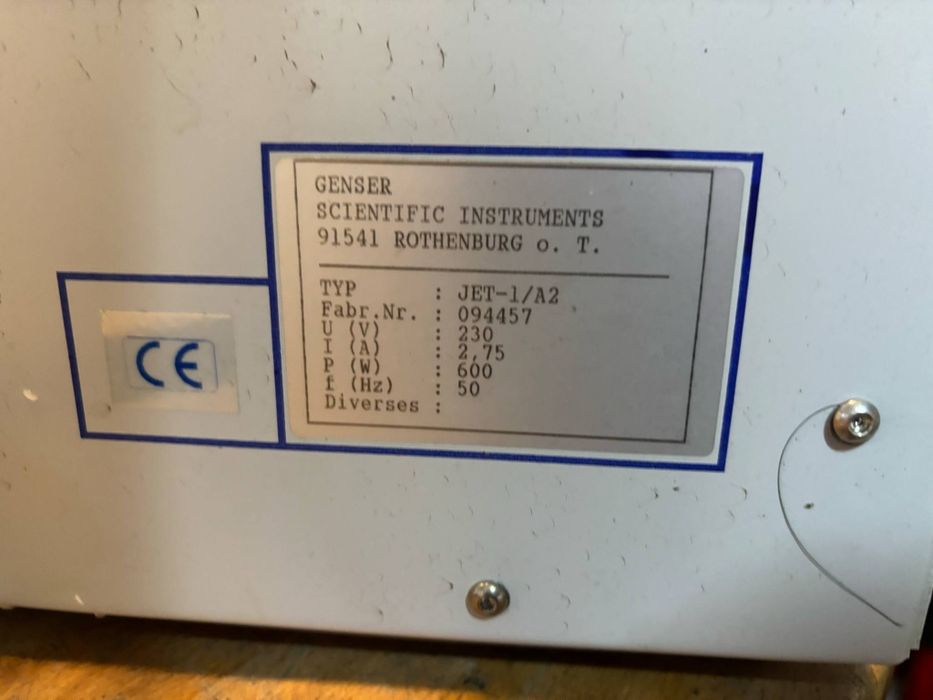 GENSER
SCIENTIFIC INSTRUMENTS
91541 ROTHENBURG o. T.
TYP : JET-1/A2
Fabr.Nr. : 094457
U (V) : 230
I (A) : 2,75
P (W) : 600
f (Hz) : 50
Diverses :
CE